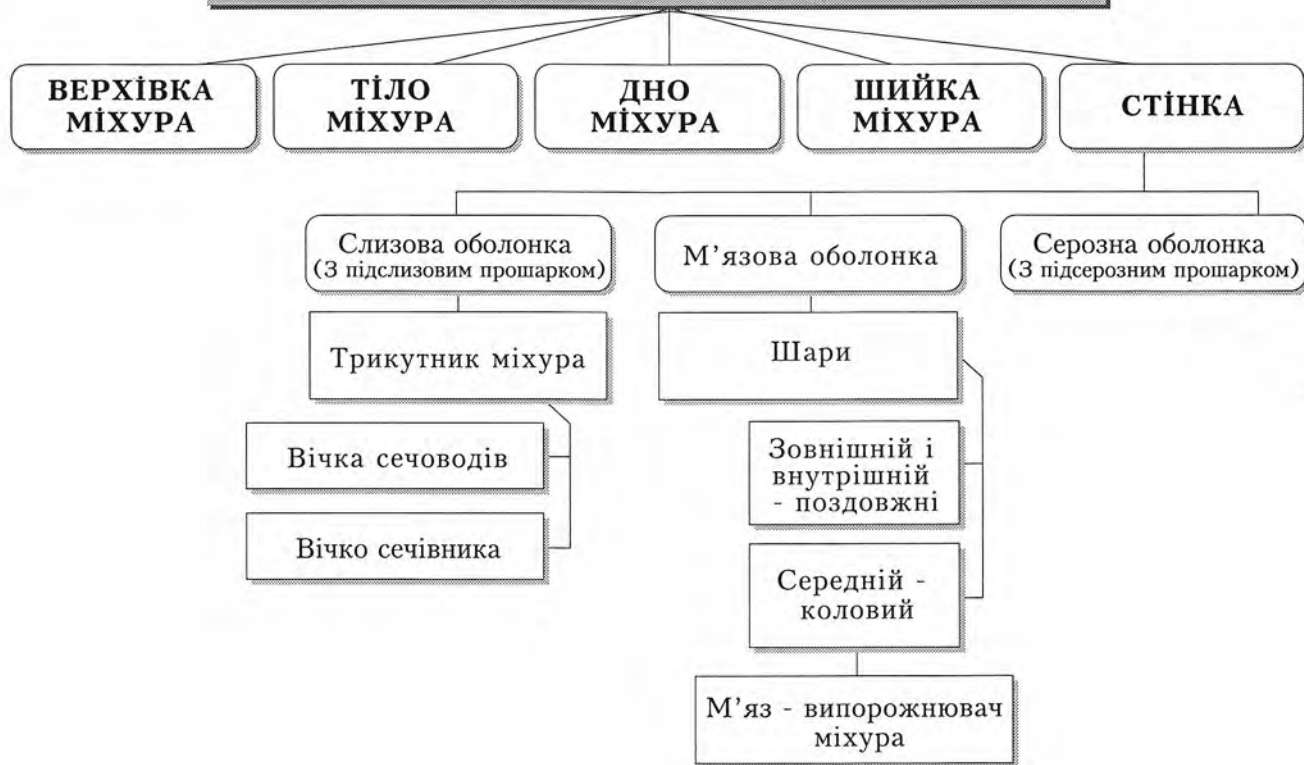 ВЕРХІВКА
МІХУРА
ТІЛО
МІХУРА
ДНО
МІХУРА
ШИЙКА
МІХУРА
СТІНКА
Слизова оболонка
(З підслизовим прошарком)
М’язова оболонка
Серозна оболонка
(З підсерозним прошарком)
Трикутник міхура
Шари
Вічка сечоводів
Вічко сечівника
Зовнішній і
внутрішній
- поздовжні
Середній -
коловий
М’яз - випорожнювач
міхура